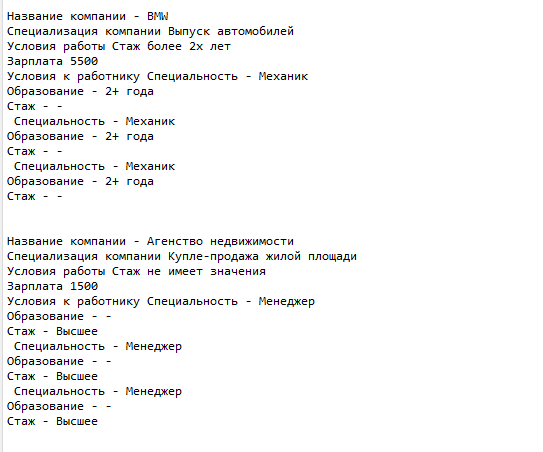 Название компании - BMW
Специализация компании Выпуск автомобилей
Условия работы Стаж более 2х лет
Зарплата 5500
Условия к работнику Специальность - Механик
Образование - 2+ года
Стаж - -
Специальность - Механик
Образование - 2+ года
Стаж - -
Специальность - Механик
Образование - 2+ года
Стаж - -
Название компании - Агенство недвижимости
Специализация компании Купле-продажа жилой площади
Условия работы Стаж не имеет значения
Зарплата 1500
Условия к работнику Специальность - Менеджер
Образование - -
Стаж - Высшее
Специальность - Менеджер
Образование - -
Стаж - Высшее
Специальность - Менеджер
Образование - -
Стаж - Высшее